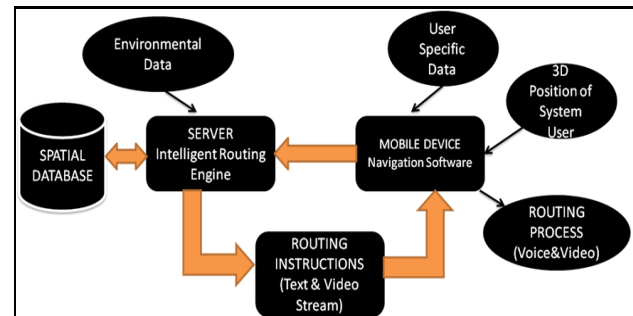 Environmental
Data
User
Specific
Data
3D
Position of
System
User
SPATIAL
DATABASE
SERVER
Intelligent Routing
Engine
MOBILE DEVICE
Navigation Software
ROUTING
PROCESS
(Voice&Video)
ROUTING
INSTRUCTIONS
(Text & Video
Stream)